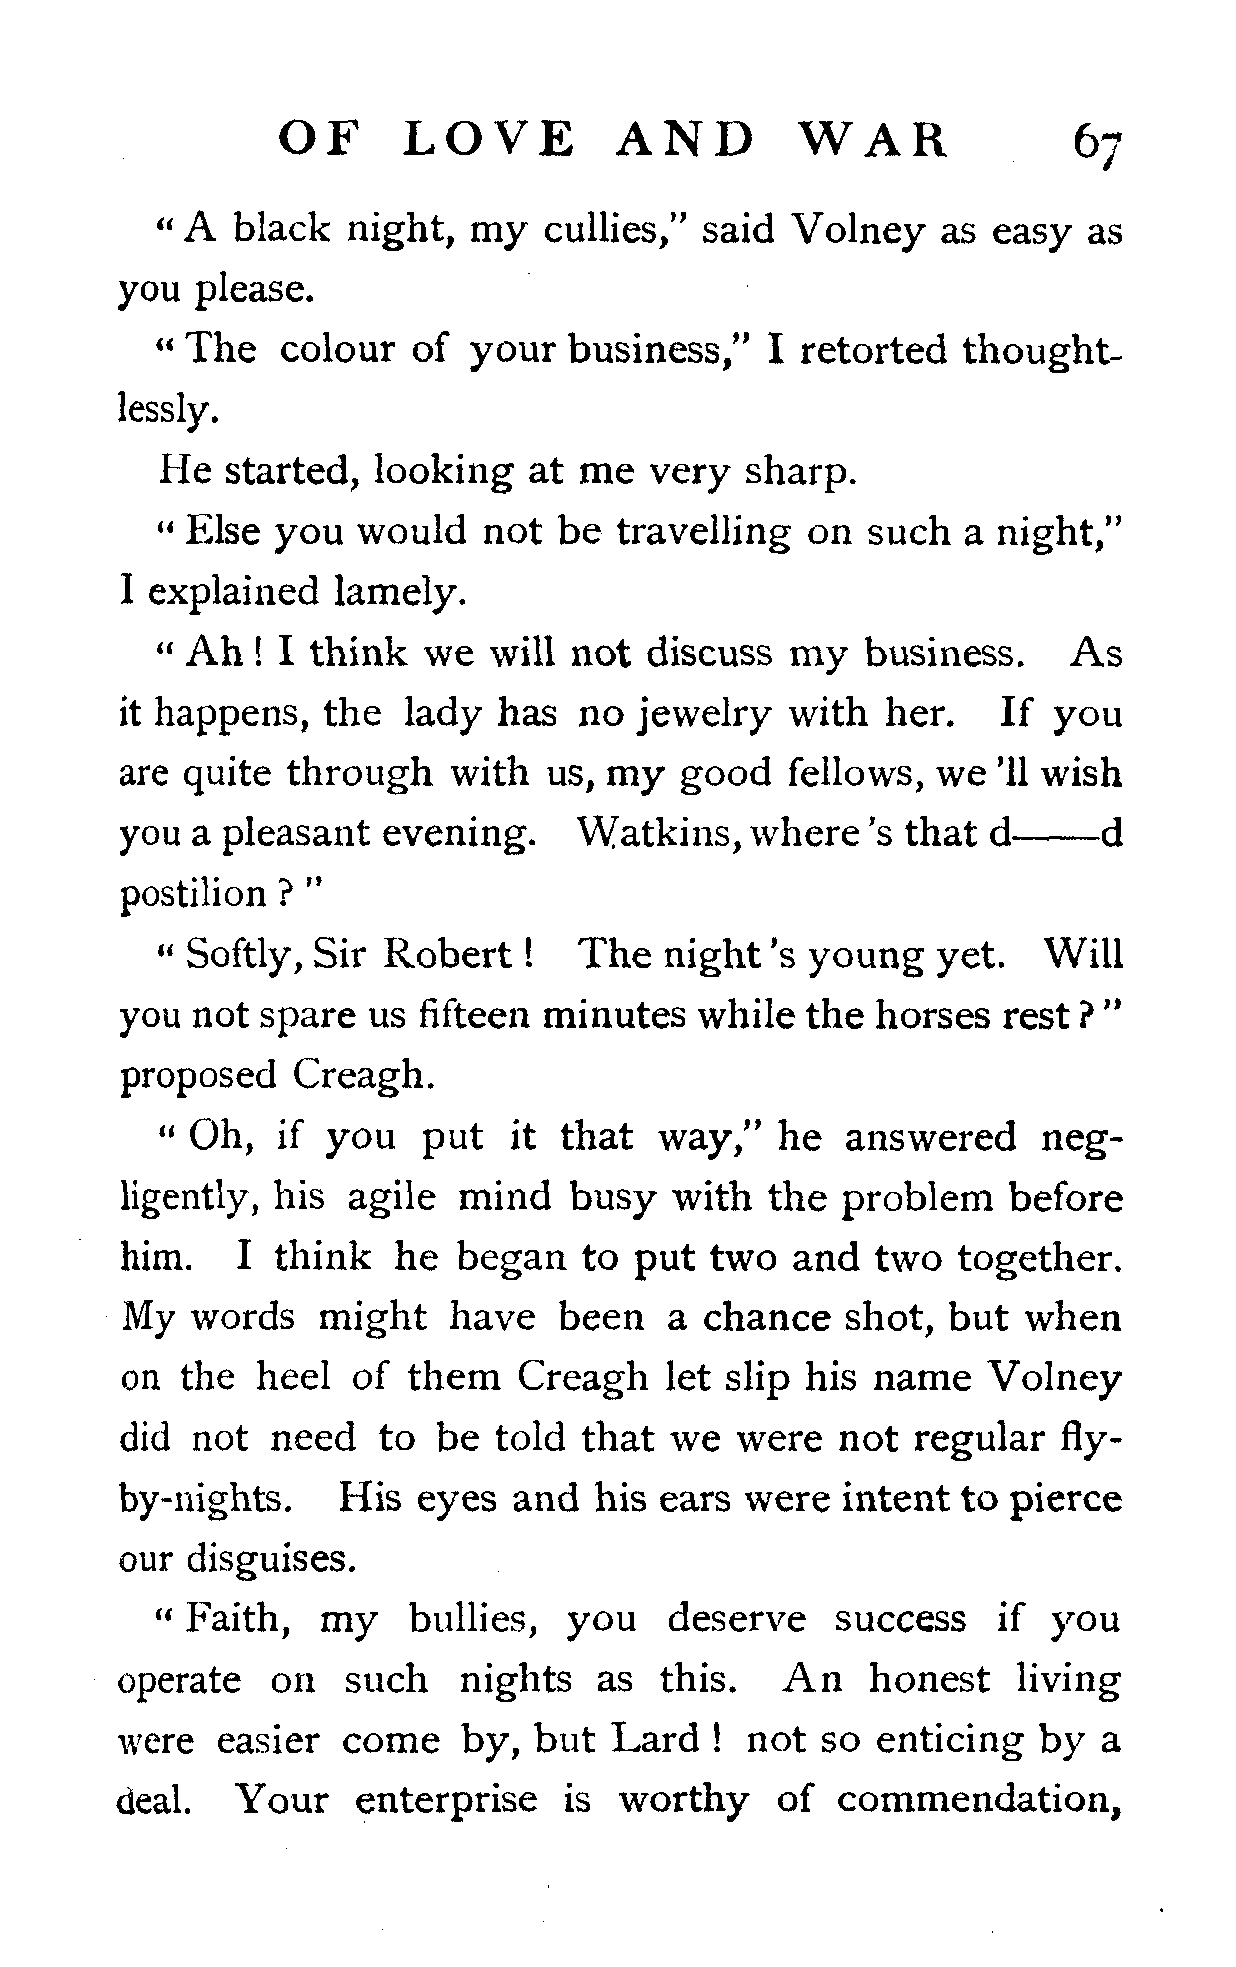 OF LOVE AND WAR 67
“ A black night, my cullies,” said Volney as easy as
you please.
“ The colour of your business,” I retorted thought-
lessly.
He started, looking at me very sharp.
“ Else you would not be travelling on such a night,”
I explained lamely.
“ Ah ! I think we will not discuss my business. As
it happens, the lady has no jewelry with her. If you
are quite through with us, my good fellows, we ’ll wish
you a pleasant evening. Watkins, where ’s that d——d
postilion ? ”
“ Softly, Sir Robert ! The night ’s young yet. Will
you not spare us fifteen minutes while the horses rest ? ”
proposed Creagh.
“ Oh, if you put it that way,” he answered neg-
ligently, his agile mind busy with the problem before
him. I think he began to put two and two together.
My words might have been a chance shot, but when
on the heel of them Creagh let slip his name Volney
did not need to be told that we were not regular fly-
by-nights. His eyes and his ears were intent to pierce
our disguises.
“ Faith, my bullies, you deserve success if you
operate on such nights as this. An honest living
were easier come by, but Lard ! not so enticing by a
deal. Your enterprise is worthy of commendation,